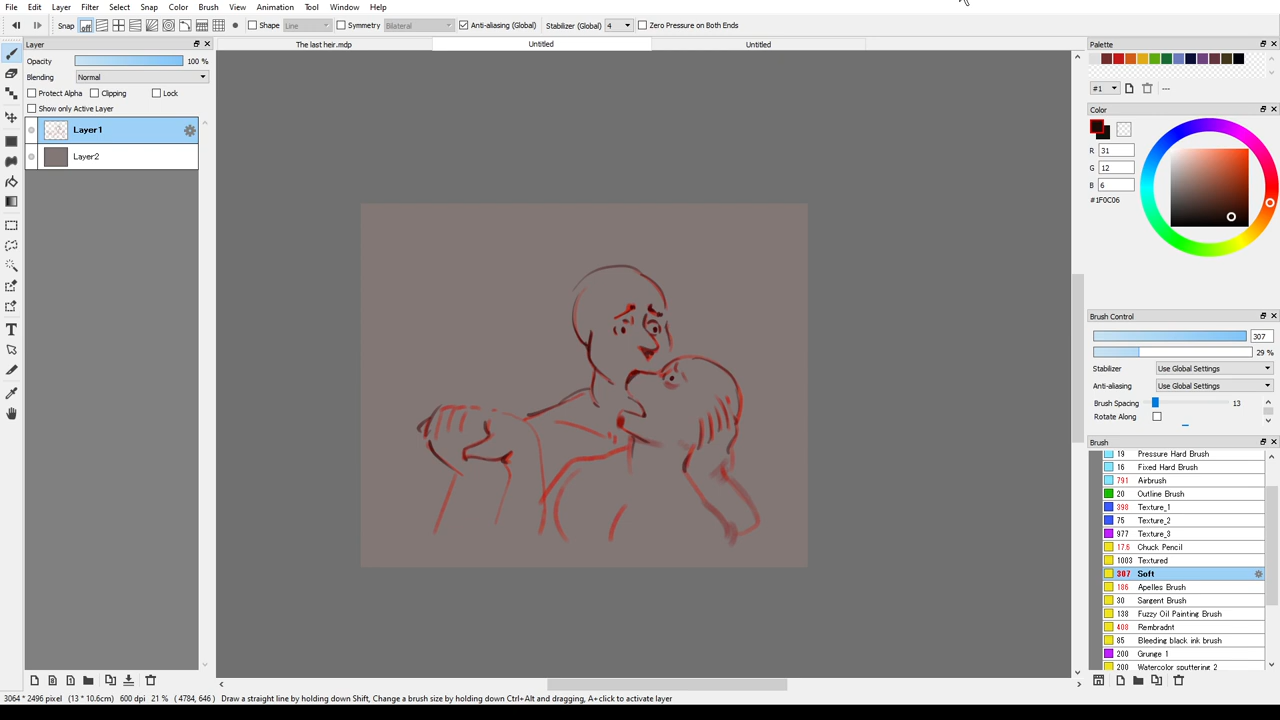 File Edit Layer Filter Select Snap Color Brush View Animation Tool Window Help
Snap off Shape Line Symmetry Bilateral Anti-aliasing (Global) Stabilizer (Global) 4 Zero Pressure on Both Ends
Layer
The last heir.mdp Untitled Untitled
Opacity 100 %
Blending Normal
Protect Alpha Clipping Lock
Show only Active Layer
Layer1
Layer2
Palette
#1 ---
Color
R 31
G 12
B 6
#1F0C06
Brush Control
307
29 %
Stabilizer Use Global Settings
Anti-aliasing Use Global Settings
Brush Spacing 13
Rotate Along
Brush
19 Pressure Hard Brush
16 Fixed Hard Brush
791 Airbrush
20 Outline Brush
398 Texture_1
75 Texture_2
977 Texture_3
17.6 Chuck Pencil
1003 Textured
307 Soft
186 Apelles Brush
30 Sargent Brush
138 Fuzzy Oil Painting Brush
408 Rembradnt
85 Bleeding black ink brush
200 Grunge 1
200 Watercolor sputtering 2
3064 * 2496 pixel (13 * 10.6cm) 600 dpi 21 % (4784, 646) Draw a straight line by holding down Shift, Change a brush size by holding down Ctrl+Alt and dragging, A+click to activate layer